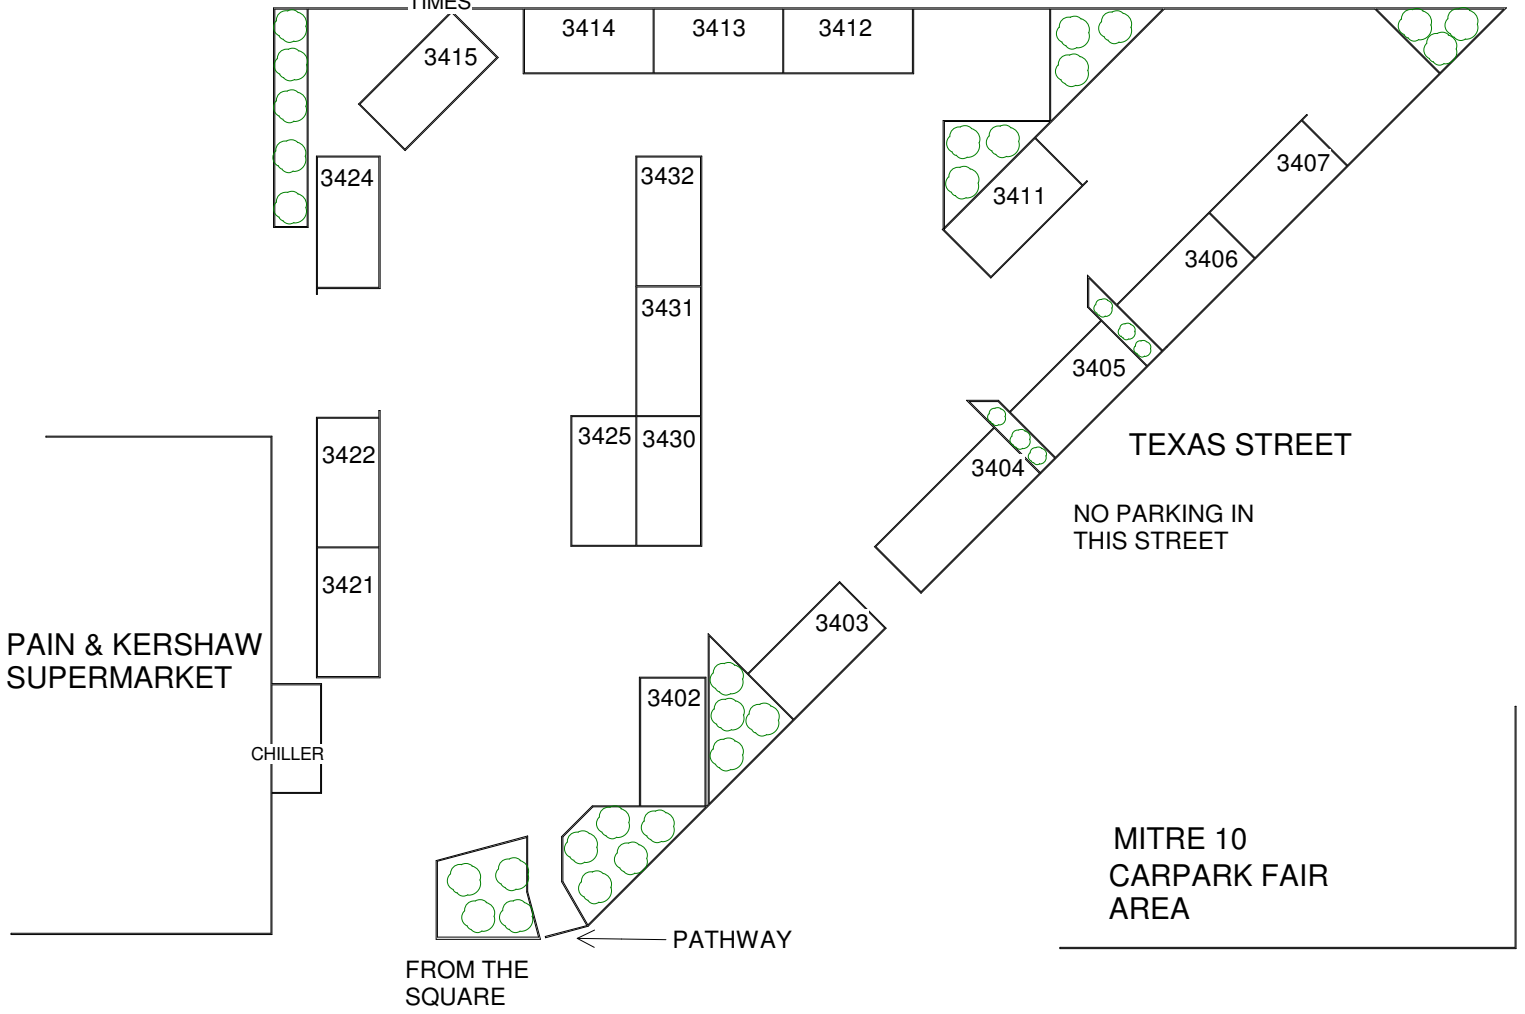 TIMES
3414
3413
3412
3415
3407
3424
3432
3411
3406
3431
3405
3425
3430
3422
3404
TEXAS STREET
NO PARKING IN
THIS STREET
3421
3403
PAIN & KERSHAW
SUPERMARKET
3402
CHILLER
MITRE 10
CARPARK FAIR
AREA
PATHWAY
FROM THE
SQUARE